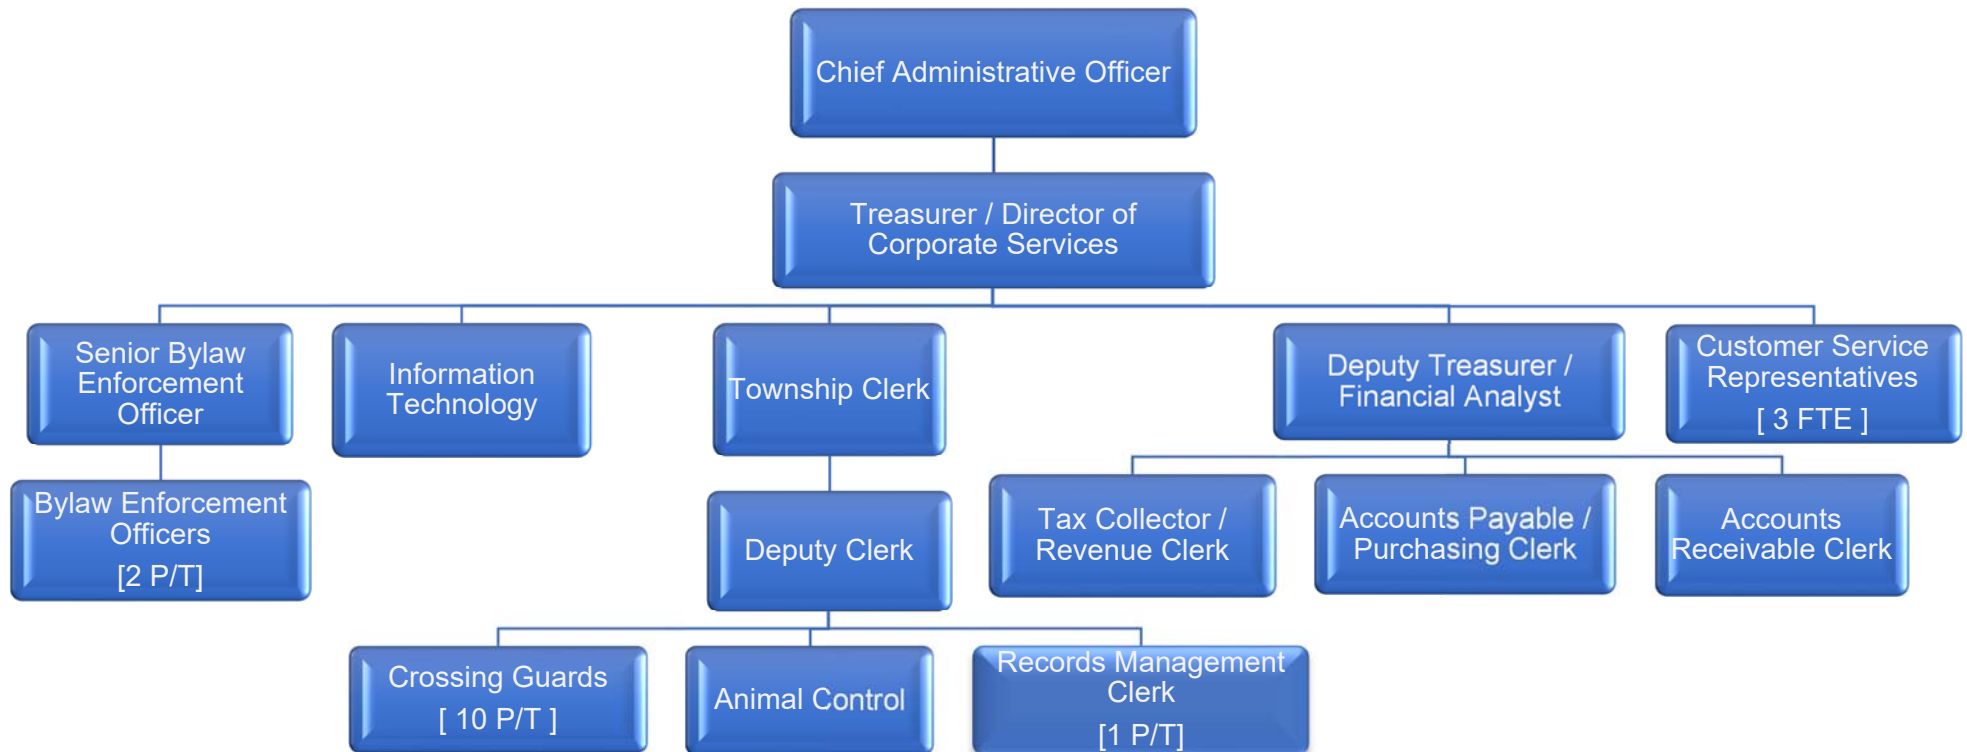 Chief Administrative Officer
Treasurer / Director of
Corporate Services
Senior Bylaw
Enforcement
Officer
Information
Technology
Township Clerk
Deputy Treasurer /
Financial Analyst
Customer Service
Representatives
[ 3 FTE ]
Bylaw Enforcement
Officers
[2 P/T]
Deputy Clerk
Tax Collector /
Revenue Clerk
Accounts Payable /
Purchasing Clerk
Accounts
Receivable Clerk
Crossing Guards
[ 10 P/T ]
Animal Control
Records Management
Clerk
[1 P/T]